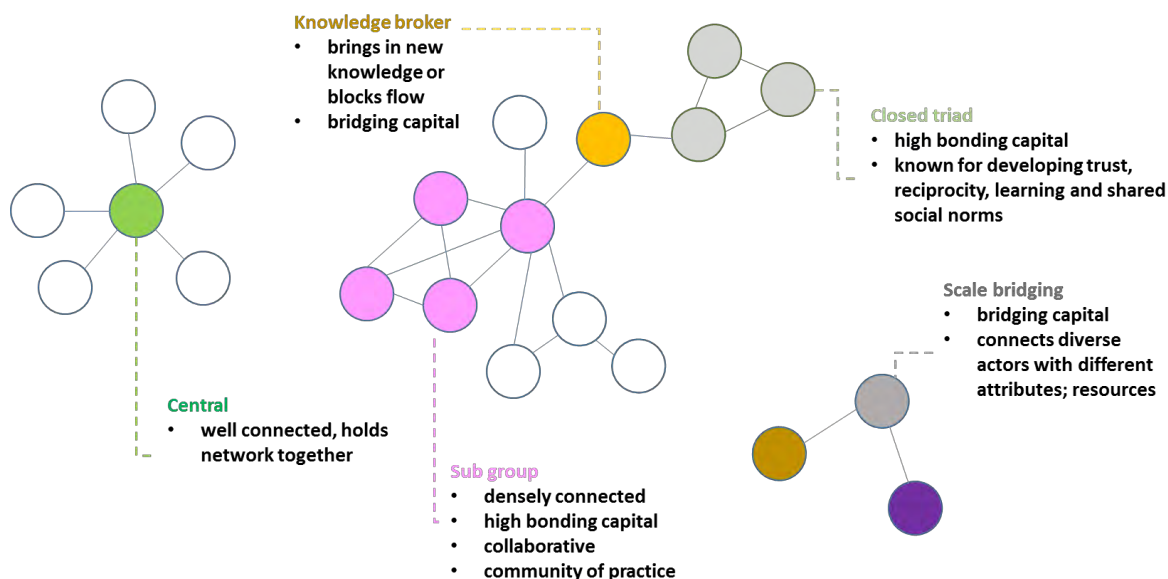 Knowledge broker
• brings in new
knowledge or
blocks flow
• bridging capital
Closed triad
• high bonding capital
• known for developing trust,
reciprocity, learning and shared
social norms
Scale bridging
• bridging capital
• connects diverse
actors with different
attributes; resources
Central
• well connected, holds
network together
Sub group
• densely connected
• high bonding capital
• collaborative
• community of practice